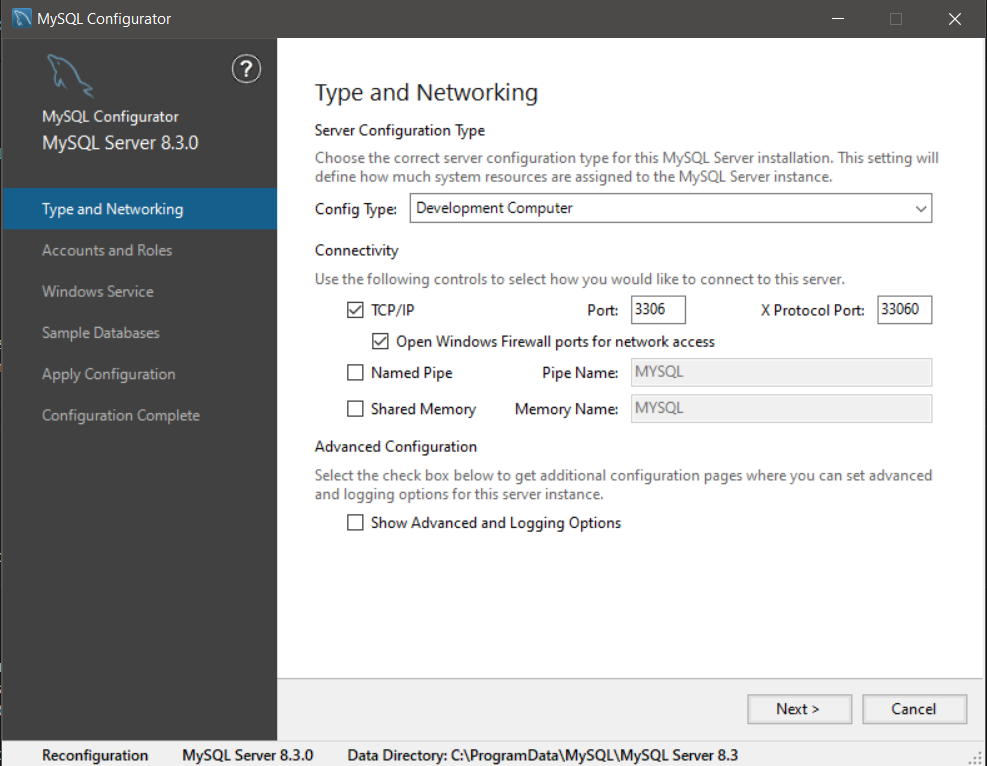 MySQL Configurator
?
MySQL Configurator
MySQL Server 8.3.0
Type and Networking
Accounts and Roles
Windows Service
Sample Databases
Apply Configuration
Configuration Complete
Type and Networking
Server Configuration Type
Choose the correct server configuration type for this MySQL Server installation. This setting will
define how much system resources are assigned to the MySQL Server instance.
Config Type: Development Computer
Connectivity
Use the following controls to select how you would like to connect to this server.
TCP/IP Port: 3306 X Protocol Port: 33060
Open Windows Firewall ports for network access
Named Pipe Pipe Name: MYSQL
Shared Memory Memory Name: MYSQL
Advanced Configuration
Select the check box below to get additional configuration pages where you can set advanced
and logging options for this server instance.
Show Advanced and Logging Options
Next > Cancel
Reconfiguration MySQL Server 8.3.0 Data Directory: C:\ProgramData\MySQL\MySQL Server 8.3